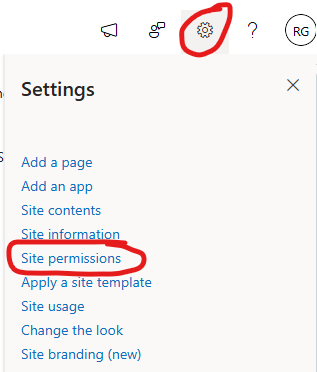 RG
Settings
Add a page
Add an app
Site contents
Site information
Site permissions
Apply a site template
Site usage
Change the look
Site branding (new)